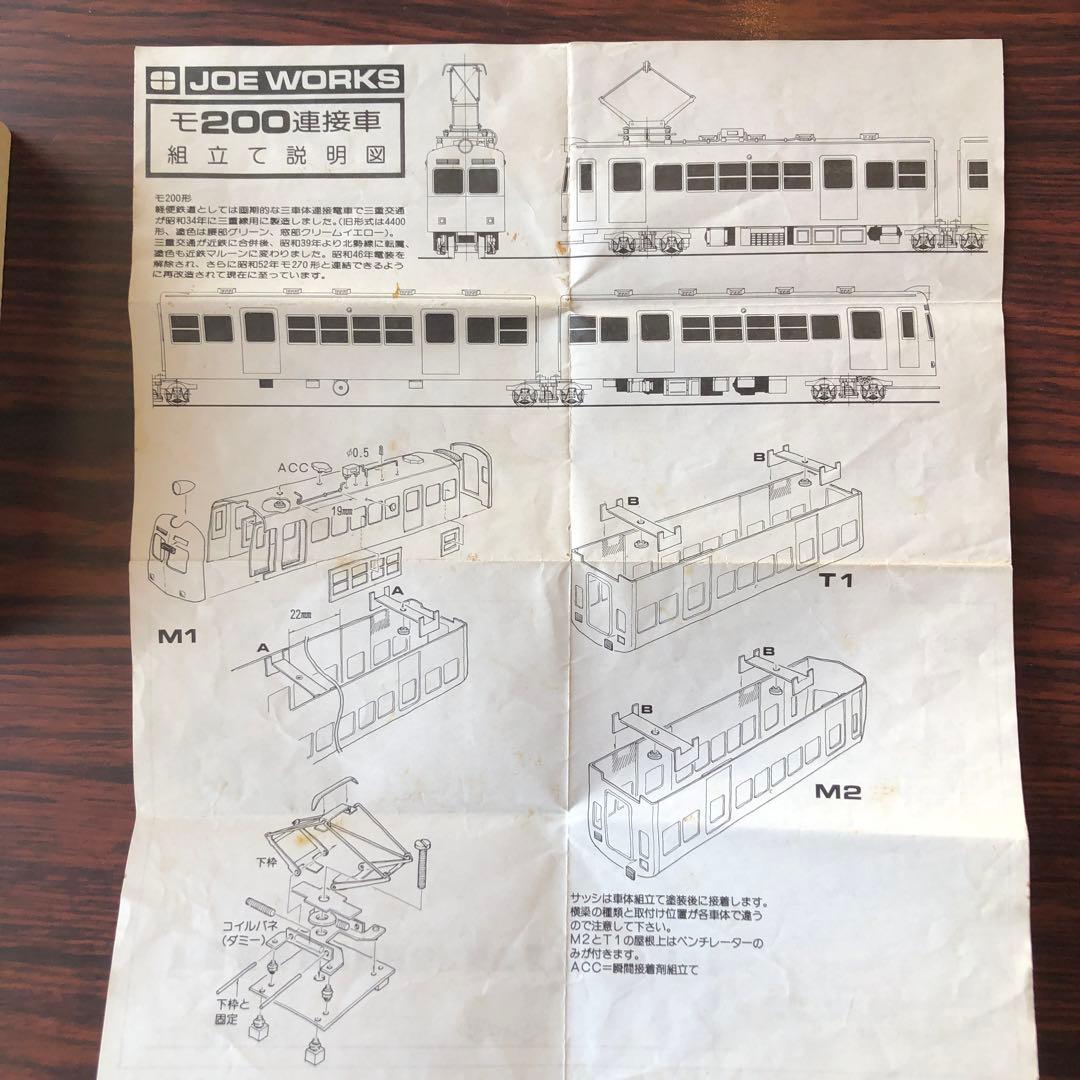 JOE WORKS
モ200連接車
組立て説明図
モ200形
軽便鉄道としては画期的な三車体連接電車で三重交通
が昭和34年に三重線用に製造しました。(旧形式は4400
形、塗色は腰部グリーン、窓部クリームイエロー)。
三重交通が近鉄に合併後、昭和39年より北勢線に転属、
塗色も近鉄マルーンに変わりました。昭和46年電装を
解除され、さらに昭和52年モ270形と連結できるよう
に再改造されて現在に至っています。
ACC
φ0.5
19mm
M1
22mm
A
A
B
B
T1
B
B
M2
下枠
コイルバネ
(ダミー)
下枠と
固定
サッシは車体組立て塗装後に接着します。
横梁の種類と取付け位置が各車体で違う
ので注意して下さい。
M2とT1の屋根上はベンチレーターの
みが付きます。
ACC=瞬間接着剤組立て